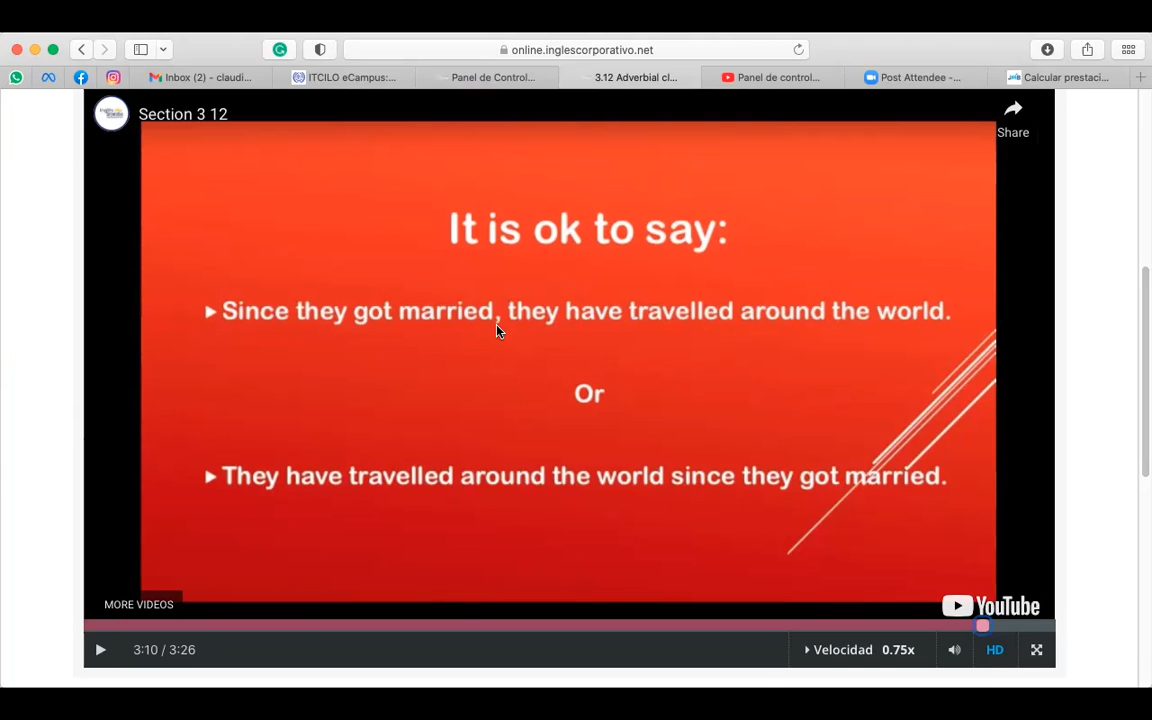 online.inglescorporativo.net
Inbox (2) – claudi...
ITCILO eCampus:...
Panel de Control...
3.12 Adverbial cl...
Panel de control...
Post Attendee -...
Calcular prestaci...
Section 3 12
Share
It is ok to say:
Since they got married, they have travelled around the world.
Or
They have travelled around the world since they got married.
MORE VIDEOS
YouTube
3:10 / 3:26
Velocidad 0.75x
HD